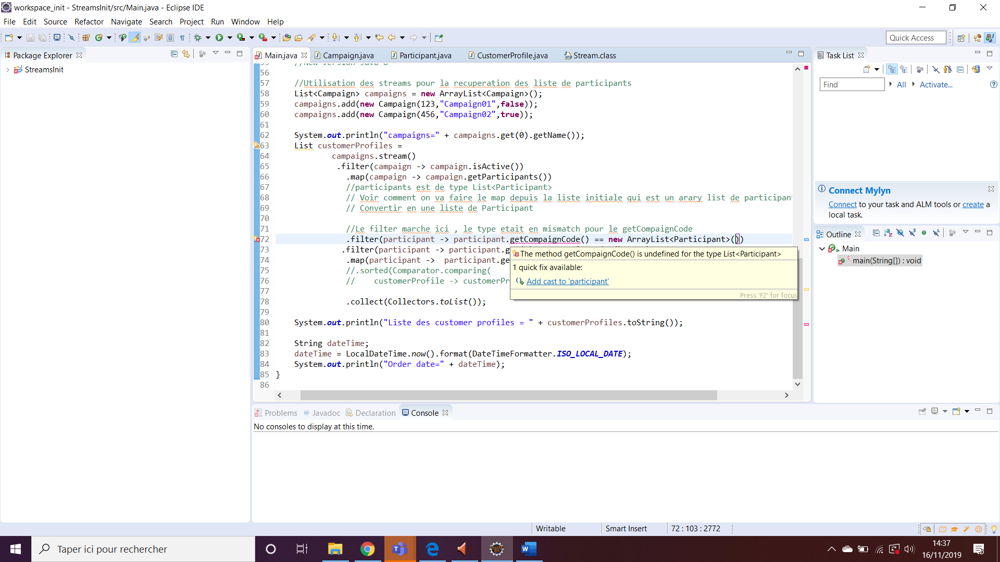 workspace_init - StreamsInit/src/Main.java - Eclipse IDE
File Edit Source Refactor Navigate Search Project Run Window Help
Quick Access
Package Explorer
StreamsInit
Main.java Campaign.java Participant.java CustomerProfile.java Stream.class
56
57 //Utilisation des streams pour la recuperation des liste de participants
58 List<Campaign> campaigns = new ArrayList<Campaign>();
59 campaigns.add(new Campaign(123,"Campaign01",false));
60 campaigns.add(new Campaign(456,"Campaign02",true));
61
62 System.out.println("campaigns=" + campaigns.get(0).getName());
63 List customerProfiles =
64 campaigns.stream()
65 .filter(campaign -> campaign.isActive())
66 .map(campaign -> campaign.getParticipants())
67 //participants est de type List<Participant>
68 // Voir comment on va faire le map depuis la liste initiale qui est un arary list de participan
69 // Convertir en une liste de Participant
70
71 //Le filter marche ici , le type etait en mismatch pour le getCompaignCode
72 .filter(participant -> participant.getCompaignCode() == new ArrayList<Participant>())
73 .filter(participant -> participant.g
74 .map(participant -> participant.ge
75 //.sorted(Comparator.comparing(
76 // customerProfile -> customerPr
77
78 .collect(Collectors.toList());
79
80 System.out.println("Liste des customer profiles = " + customerProfiles.toString());
81
82 String dateTime;
83 dateTime = LocalDateTime.now().format(DateTimeFormatter.ISO_LOCAL_DATE);
84 System.out.println("Order date=" + dateTime);
85 }
86
The method getCompaignCode() is undefined for the type List<Participant>
1 quick fix available:
Add cast to 'participant'
Press 'F2' for focus
Task List
Find All Activate...
Connect Mylyn
Connect to your task and ALM tools or create a
local task.
Outline
Main
main(String[]) : void
Problems Javadoc Declaration Console
No consoles to display at this time.
Writable Smart Insert 72 : 103 : 2772
Taper ici pour rechercher
14:37
16/11/2019